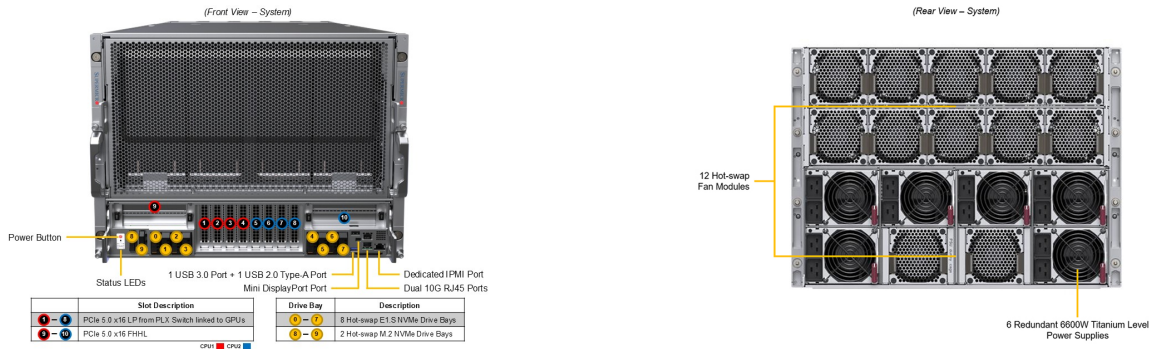 (Front View – System)
(Rear View – System)
9
10
1 2 3 4 5 6 7 8
8 0 2
9 1 3
4 6
5 7
Power Button
Status LEDs
1 USB 3.0 Port + 1 USB 2.0 Type-A Port
Mini DisplayPort Port
Dedicated IPMI Port
Dual 10G RJ45 Ports
Slot Description
1 – 8 PCIe 5.0 x16 LP from PLX Switch linked to GPUs
9 – 10 PCIe 5.0 x16 FHHL
CPU1 CPU2
Drive Bay Description
0 – 7 8 Hot-swap E1.S NVMe Drive Bays
8 – 9 2 Hot-swap M.2 NVMe Drive Bays
12 Hot-swap
Fan Modules
6 Redundant 6600W Titanium Level
Power Supplies